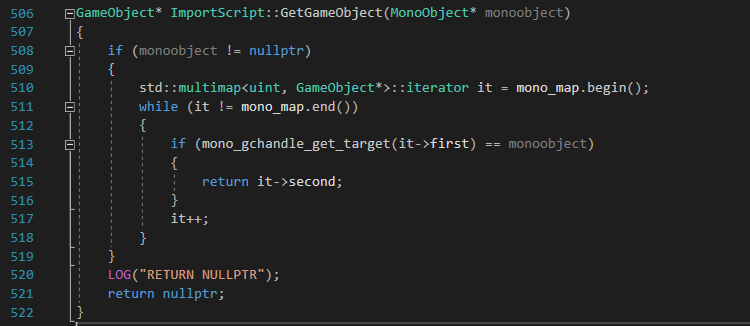 506 GameObject* ImportScript::GetGameObject(MonoObject* monoobject)
507 {
508     if (monoobject != nullptr)
509     {
510         std::multimap<uint, GameObject*>::iterator it = mono_map.begin();
511         while (it != mono_map.end())
512         {
513             if (mono_gchandle_get_target(it->first) == monoobject)
514             {
515                 return it->second;
516             }
517             it++;
518         }
519     }
520     LOG("RETURN NULLPTR");
521     return nullptr;
522 }